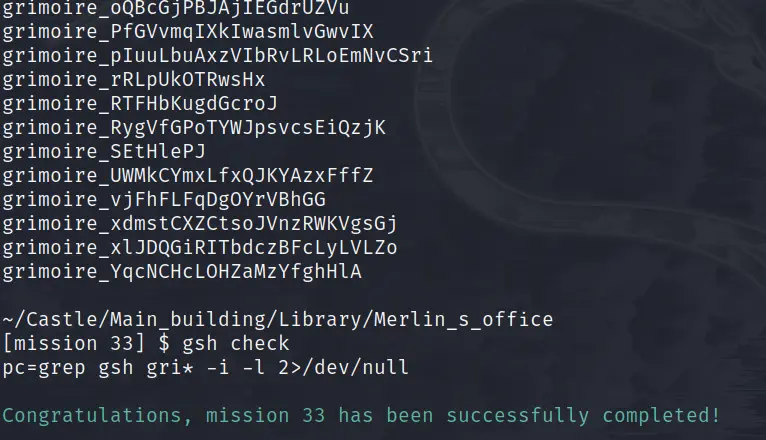 grimoire_oQBcGjPBJAjIEGdrUZVu
grimoire_PfGVvmqIXkIwasmlvGwvIX
grimoire_pIuuLbuAxzVIbRvLRLoEmNvCSri
grimoire_rRLpUkOTRwsHx
grimoire_RTFHbKugdGcroJ
grimoire_RygVfGPoTYWJpsvcsEiQzjK
grimoire_SEtHlePJ
grimoire_UWMkCYmxLfxQJKYAzxFffZ
grimoire_vjFhFLFqDgOYrVBhGG
grimoire_xdmstCXZCtsoJVnzRWKVgsGj
grimoire_xlJDQGiRITbdczBFcLyLVLZo
grimoire_YqcNCHcLOHZaMzYfghHlA
~/Castle/Main_building/Library/Merlin_s_office
[mission 33] $ gsh check
pc=grep gsh gri* -i -l 2>/dev/null
Congratulations, mission 33 has been successfully completed!